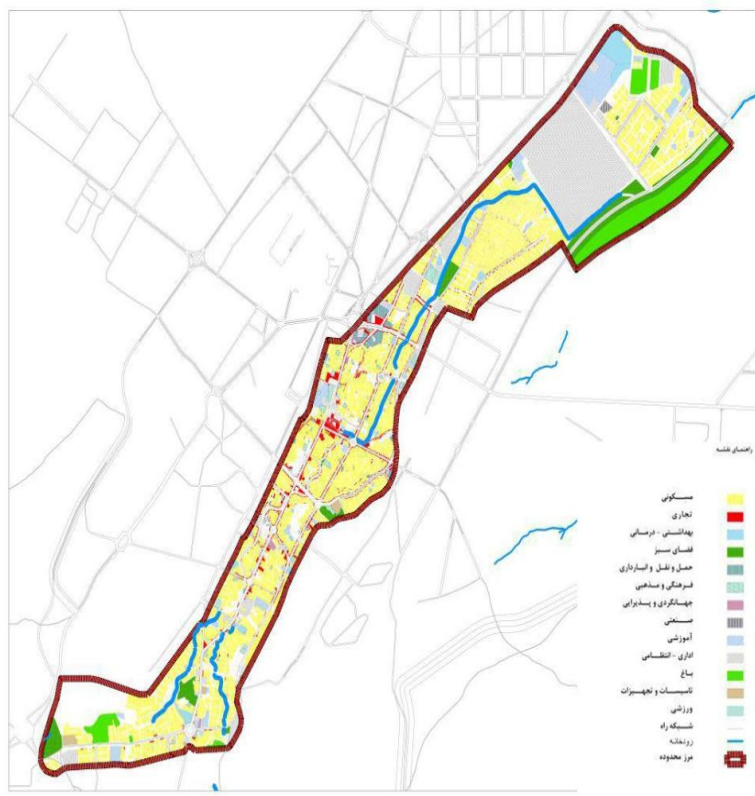 راهنمای نقشه
مسکونی
تجاری
بهداشتی - درمانی
فضای سبز
حمل و نقل و انبارداری
فرهنگی و مذهبی
جهانگردی و پذیرایی
صنعتی
آموزشی
اداری - انتظامی
باغ
تاسیسات و تجهیزات
ورزشی
شبکه راه
رودخانه
مرز محدوده